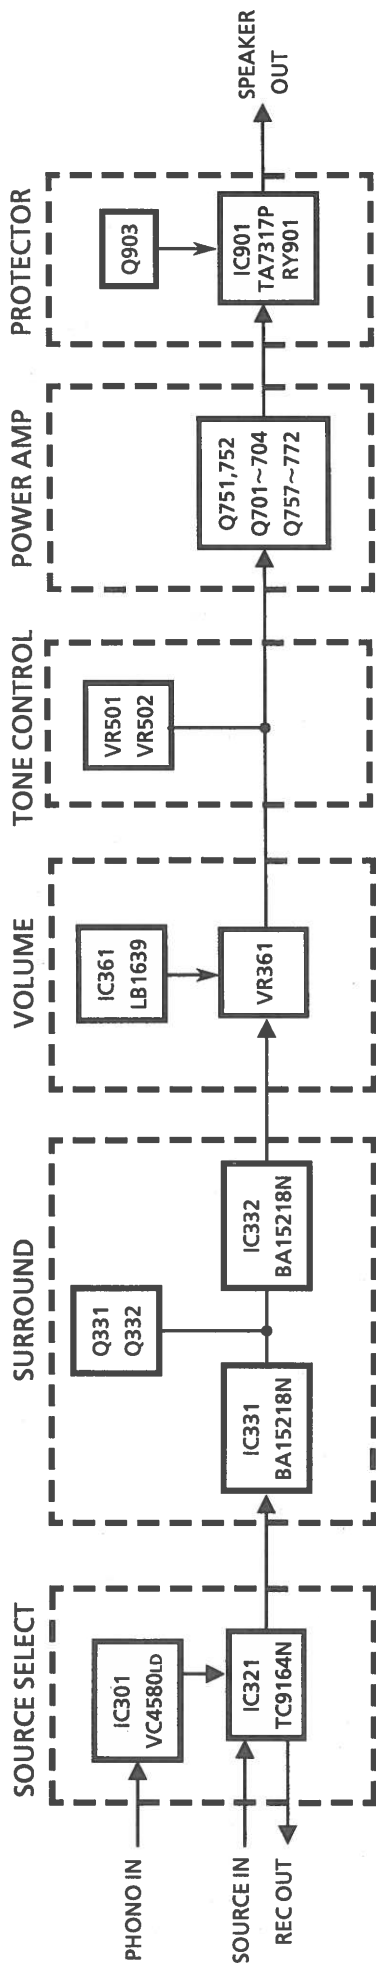 SOURCE SELECT
PHONO IN
IC301
VC4580LD
SOURCE IN
REC OUT
IC321
TC9164N
SURROUND
Q331
Q332
IC331
BA15218N
IC332
BA15218N
VOLUME
IC361
LB1639
VR361
TONE CONTROL
VR501
VR502
POWER AMP
Q751,752
Q701~704
Q757~772
PROTECTOR
Q903
IC901
TA7317P
RY901
SPEAKER
OUT